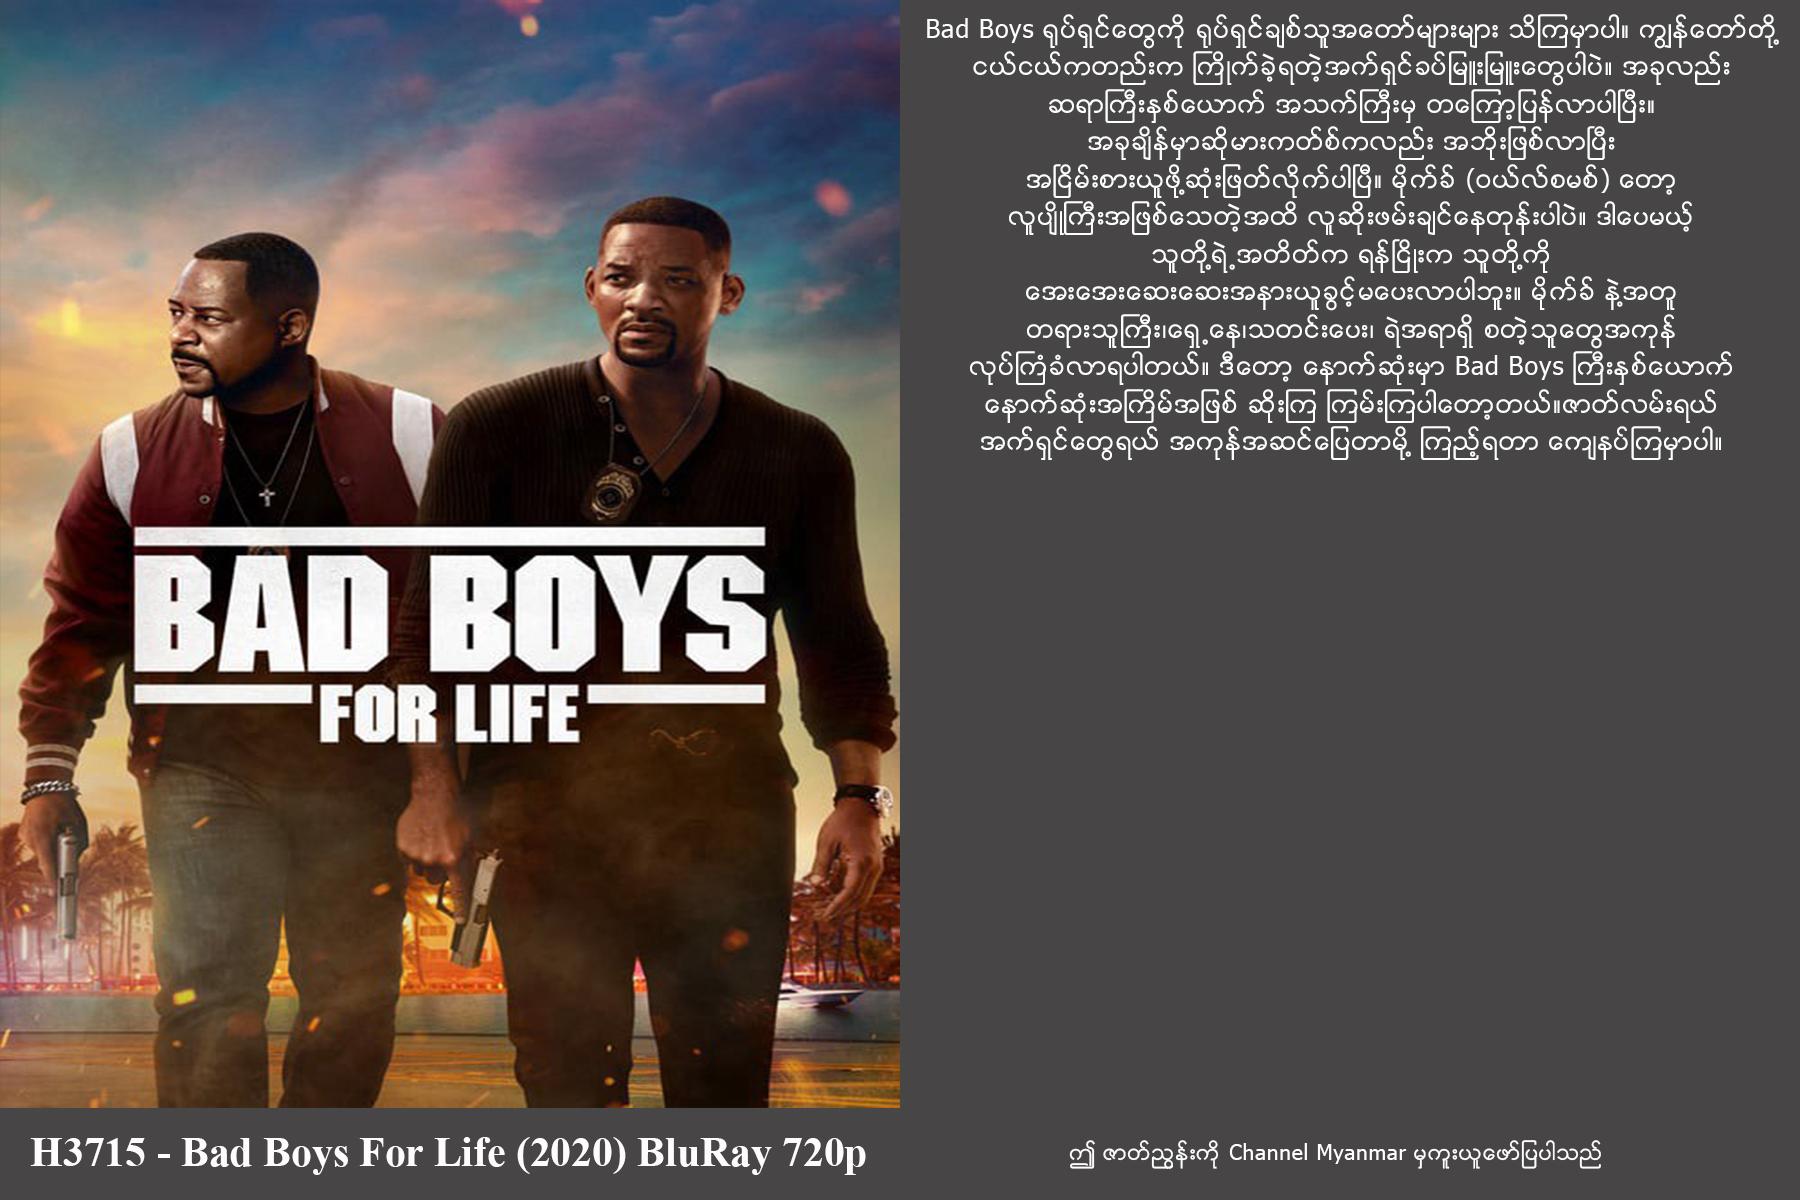 BAD BOYS
FOR LIFE
H3715 - Bad Boys For Life (2020) BluRay 720p
Bad Boys ရုပ်ရှင်တွေကို ရုပ်ရှင်ချစ်သူအတော်များများ သိကြမှာပါ။ ကျွန်တော်တို့
ငယ်ငယ်ကတည်းက ကြိုက်ခဲ့ရတဲ့အက်ရှင်ခပ်မြူးမြူးတွေပါပဲ။ အခုလည်း
ဆရာကြီးနှစ်ယောက် အသက်ကြီးမှ တကြော့ပြန်လာပါပြီး။
အခုချိန်မှာဆိုမားကတ်စ်ကလည်း အဘိုးဖြစ်လာပြီး
အငြိမ်းစားယူဖို့ဆုံးဖြတ်လိုက်ပါပြီ။ မိုက်ခ် (ဝယ်လ်စမစ်) တော့
လူပျိုကြီးအဖြစ်သေတဲ့အထိ လူဆိုးဖမ်းချင်နေတုန်းပါပဲ။ ဒါပေမယ့်
သူတို့ရဲ့အတိတ်က ရန်ငြိုးက သူတို့ကို
အေးအေးဆေးဆေးအနားယူခွင့်မပေးလာပါဘူး။ မိုက်ခ် နဲ့အတူ
တရားသူကြီး၊ရှေ့နေ၊သတင်းပေး၊ ရဲအရာရှိ စတဲ့သူတွေအကုန်
လုပ်ကြံခံလာရပါတယ်။ ဒီတော့ နောက်ဆုံးမှာ Bad Boys ကြီးနှစ်ယောက်
နောက်ဆုံးအကြိမ်အဖြစ် ဆိုးကြ ကြမ်းကြပါတော့တယ်။ဇာတ်လမ်းရယ်
အက်ရှင်တွေရယ် အကုန်အဆင်ပြေတာမို့ ကြည့်ရတာ ကျေနပ်ကြမှာပါ။
ဤ ဇာတ်ညွှန်းကို Channel Myanmar မှကူးယူဖော်ပြပါသည်